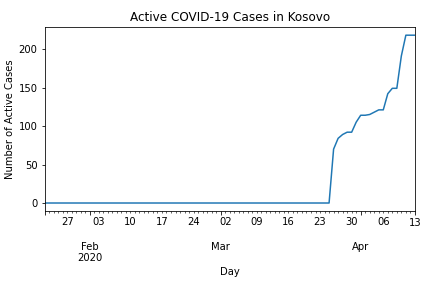 Active COVID-19 Cases in Kosovo
Number of Active Cases
200
150
100
50
0
27 03 10 17 24 02 09 16 23 30 06 13
Feb Mar Apr
2020
Day